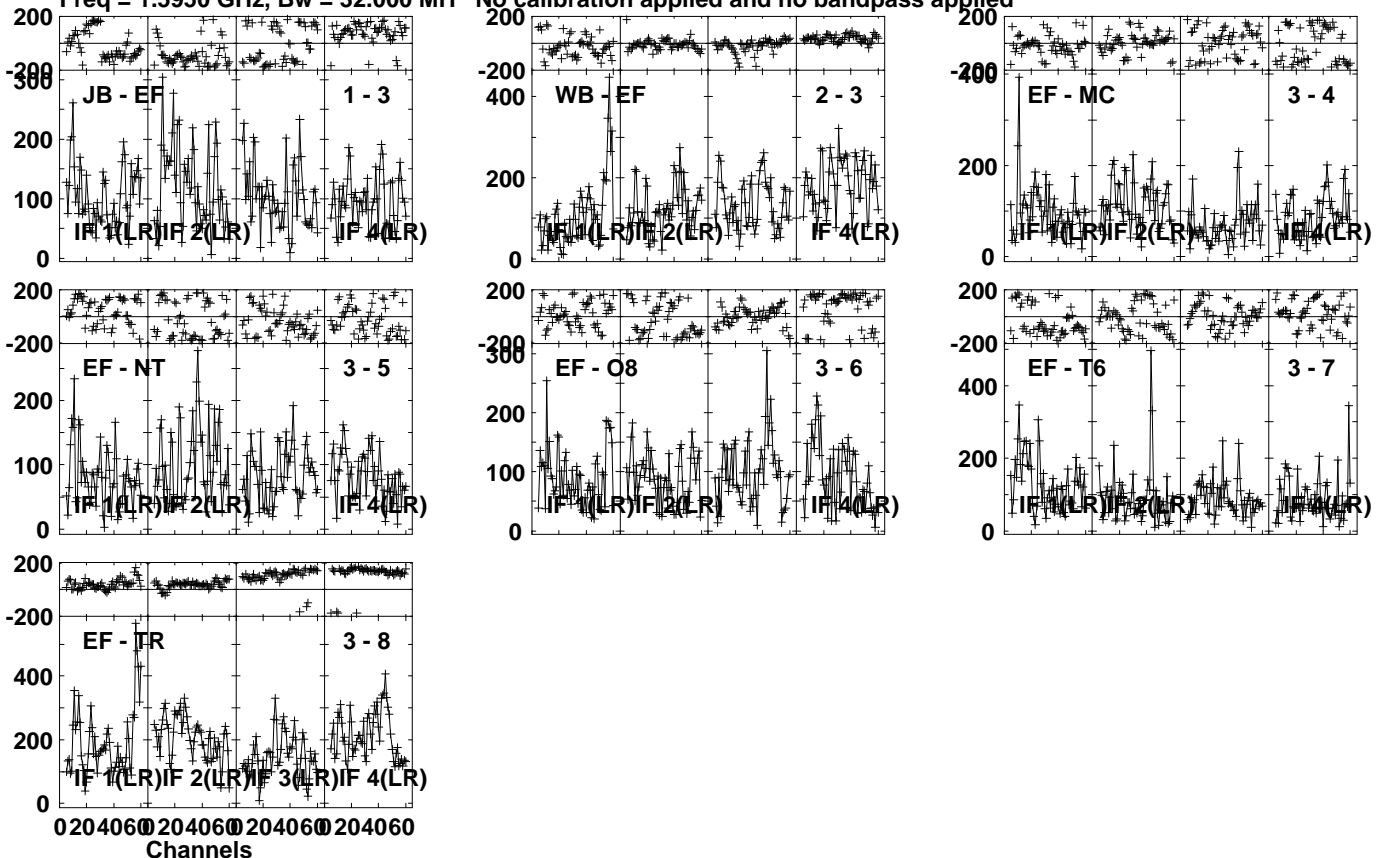 Freq = 1.5950 GHz, Bw = 32.000 MH No calibration applied and no bandpass applied
200
-200
300
200
100
0
JB - EF
1 - 3
IF 1(LR)
IF 2(LR)
IF 4(LR)
200
-200
400
200
0
WB - EF
2 - 3
IF 1(LR)
IF 2(LR)
IF 4(LR)
200
-200
400
200
0
EF - MC
3 - 4
IF 1(LR)
IF 2(LR)
IF 4(LR)
200
-200
200
100
0
EF - NT
3 - 5
IF 1(LR)
IF 2(LR)
IF 4(LR)
200
-200
300
200
100
0
EF - O8
3 - 6
IF 1(LR)
IF 2(LR)
IF 4(LR)
200
-200
400
200
0
EF - T6
3 - 7
IF 1(LR)
IF 2(LR)
IF 4(LR)
200
-200
400
200
0
EF - TR
3 - 8
IF 1(LR)
IF 2(LR)
IF 3(LR)
IF 4(LR)
0 20 40 60 0 20 40 60 0 20 40 60 0 20 40 60
Channels